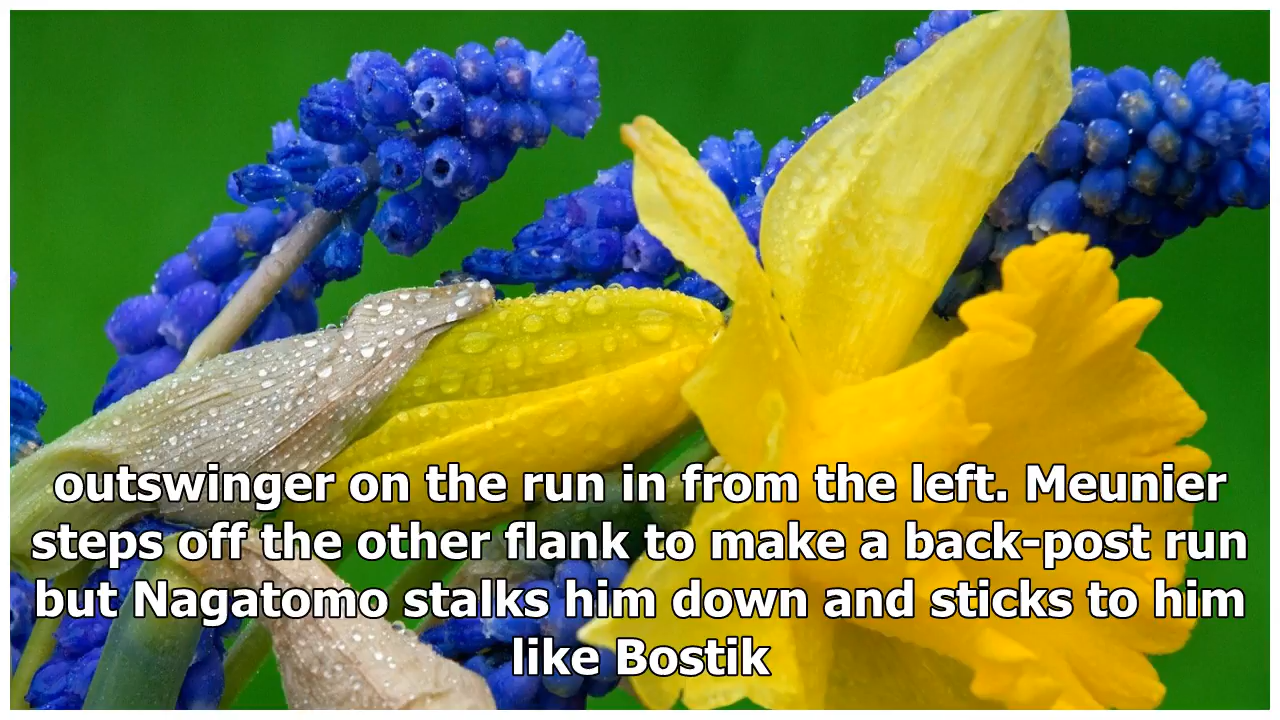 outswinger on the run in from the left. Meunier
steps off the other flank to make a back-post run
but Nagatomo stalks him down and sticks to him
like Bostik